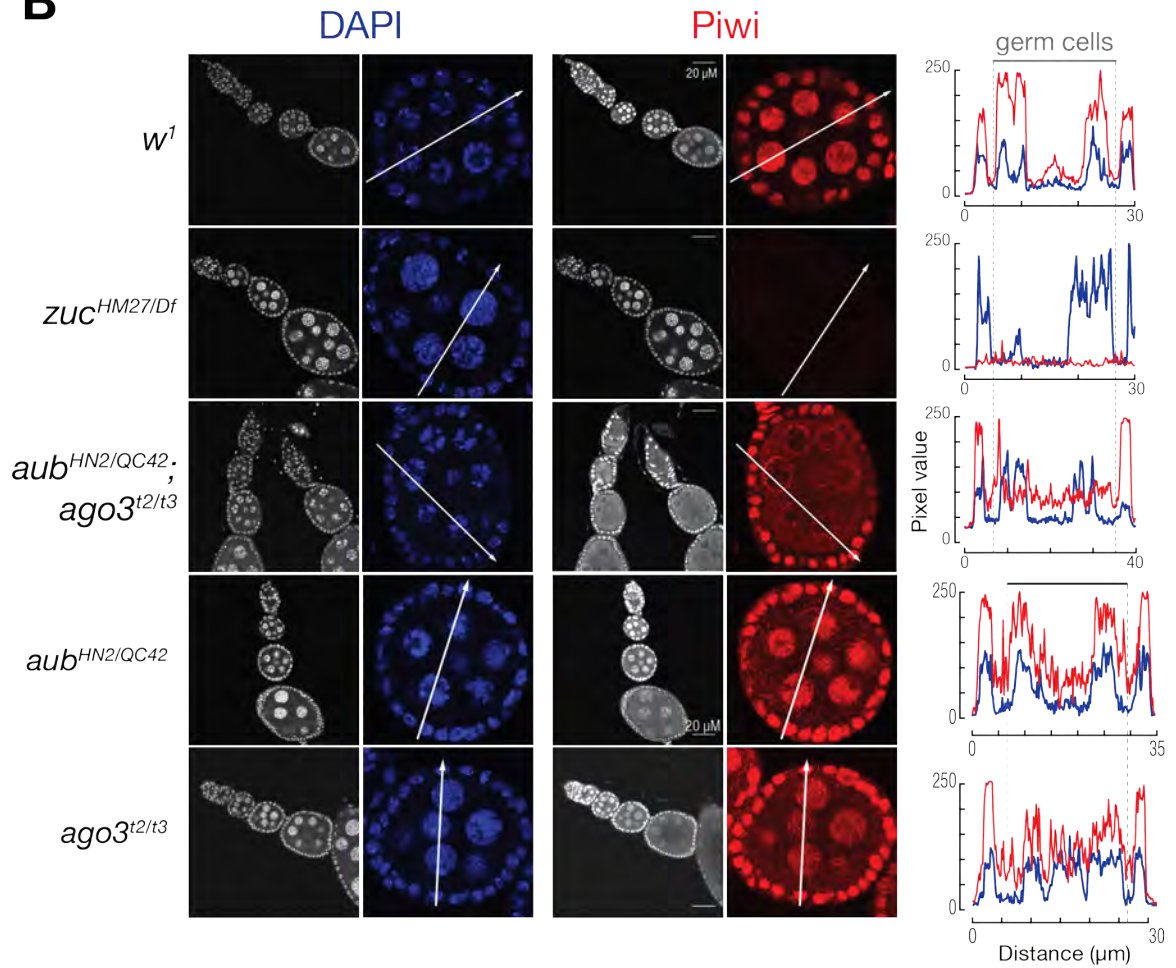 B
DAPI
Piwi
germ cells
w1
20 µM
250
0
0
30
zucHM27/Df
250
0
0
30
aubHN2/QC42;
ago3t2/t3
250
0
0
40
Pixel value
aubHN2/QC42
20 µM
250
0
0
35
ago3t2/t3
250
0
0
30
Distance (µm)